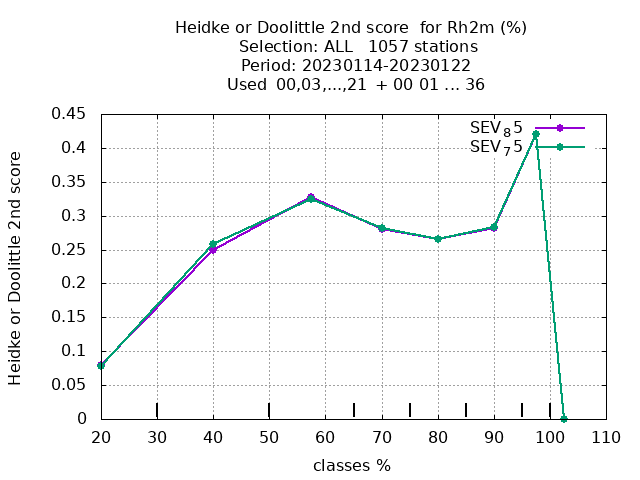 Heidke or Doolittle 2nd score  for Rh2m (%)
Selection: ALL   1057 stations
Period: 20230114-20230122
Used  00,03,...,21  + 00 01 ... 36
Heidke or Doolittle 2nd score
0.45
0.4
0.35
0.3
0.25
0.2
0.15
0.1
0.05
0
SEV₈5
SEV₇5
20 30 40 50 60 70 80 90 100 110
classes %